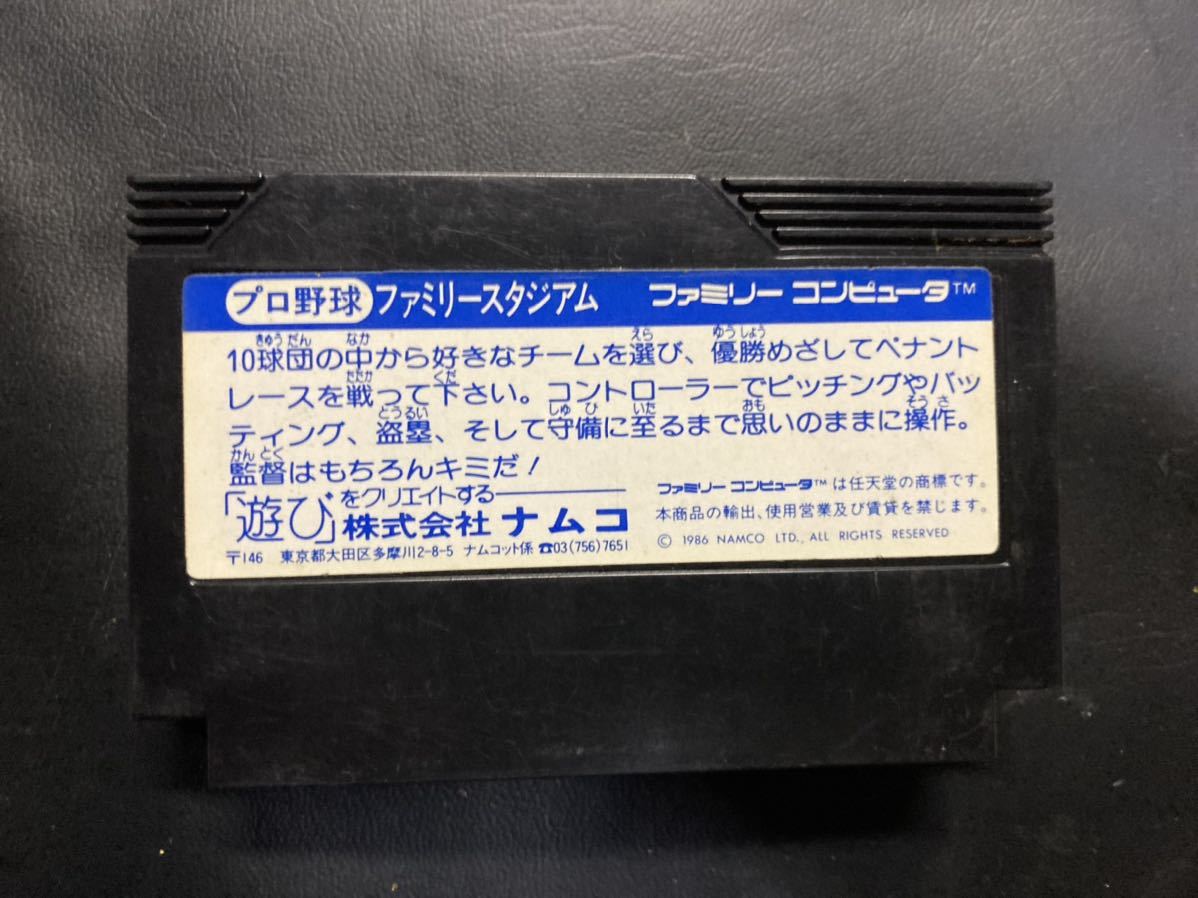 プロ野球 ファミリースタジアム ファミリー コンピュータ™
10球団の中から好きなチームを選び、優勝めざしてペナント
レースを戦って下さい。コントローラーでピッチングやバッ
ティング、盗塁、そして守備に至るまで思いのままに操作。
監督はもちろんキミだ!
「遊び」をクリエイトする
株式会社 ナムコ
〒146 東京都大田区多摩川2-8-5 ナムコット係 ☎03(756)7651
ファミリー コンピュータ™は任天堂の商標です。
本商品の輸出、使用営業及び賃貸を禁じます。
© 1986 NAMCO LTD., ALL RIGHTS RESERVED